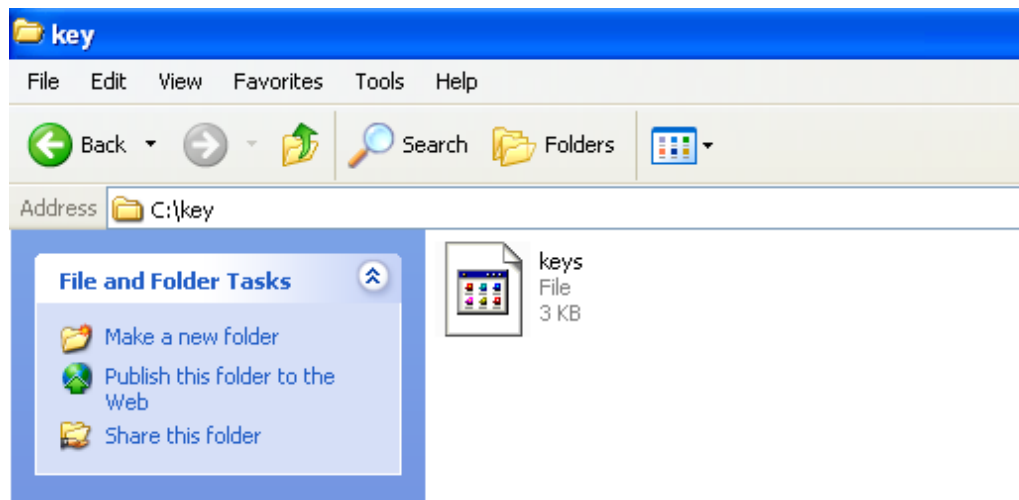 key
File Edit View Favorites Tools Help
Back Search Folders
Address C:\key
File and Folder Tasks
Make a new folder
Publish this folder to the
Web
Share this folder
keys
File
3 KB